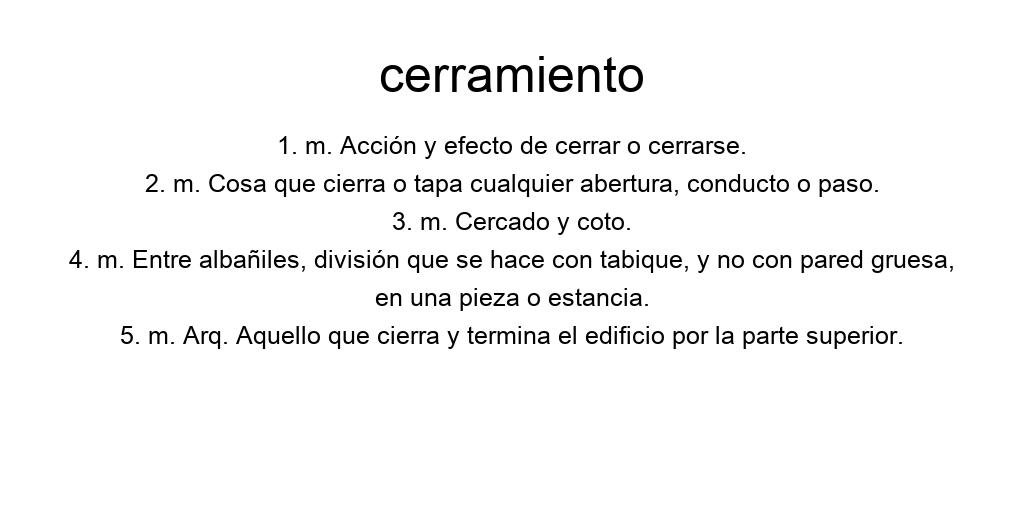 cerramiento
1. m. Acción y efecto de cerrar o cerrarse.
2. m. Cosa que cierra o tapa cualquier abertura, conducto o paso.
3. m. Cercado y coto.
4. m. Entre albañiles, división que se hace con tabique, y no con pared gruesa,
en una pieza o estancia.
5. m. Arq. Aquello que cierra y termina el edificio por la parte superior.